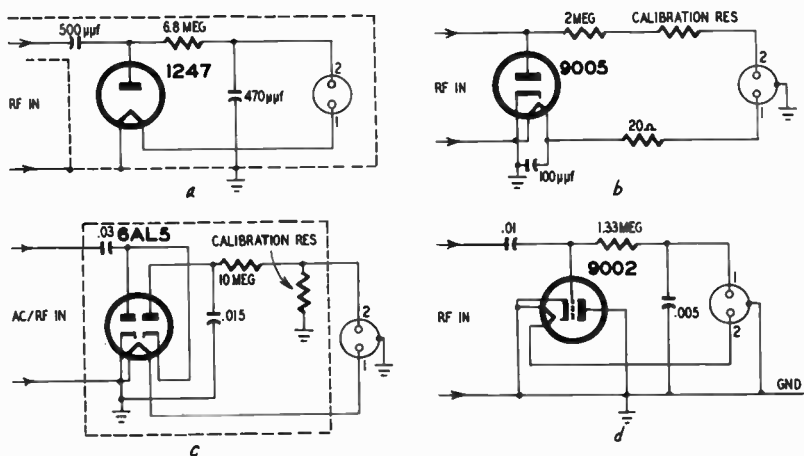 500µµf
6.8 MEG
1247
RF IN
470µµf
2
1
a
2MEG
CALIBRATION RES
9005
RF IN
2
1
20Ω
100µµf
b
.03
6AL5
CALIBRATION RES
10 MEG
AC/RF IN
.015
2
1
c
.01
1.33MEG
9002
RF IN
1
2
.005
GND
d